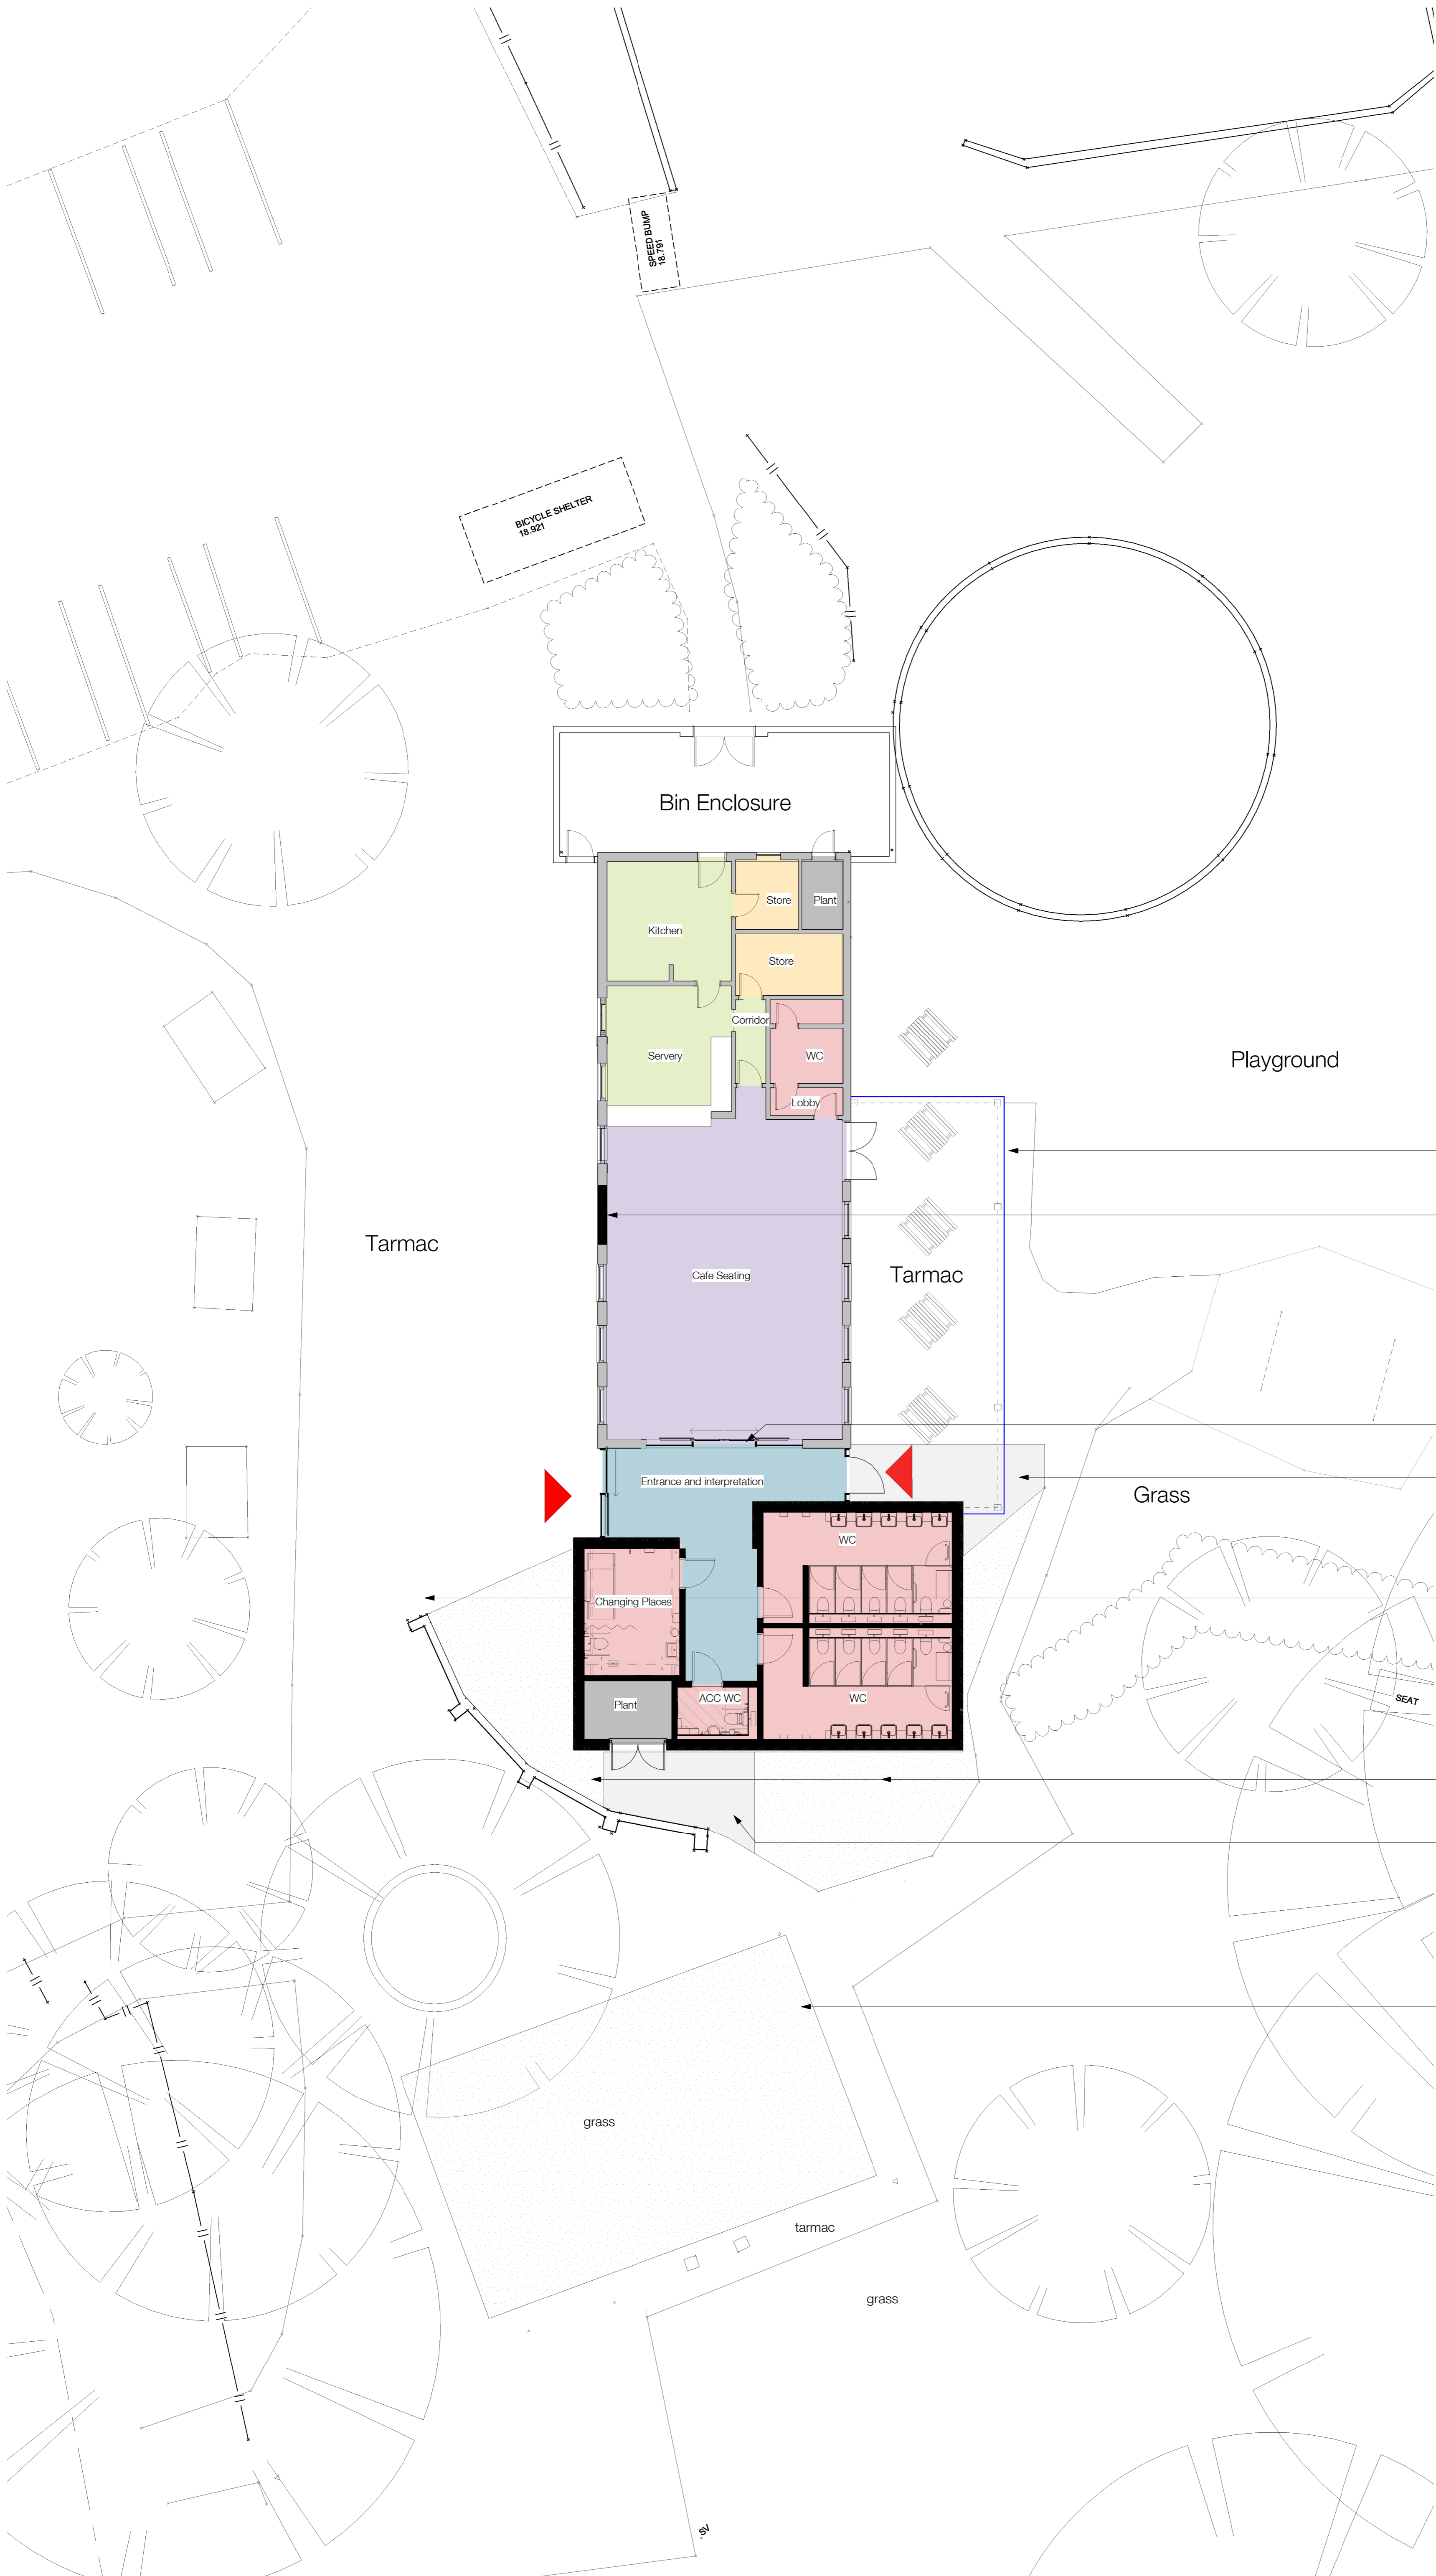 SPEED BUMP
18.791
BICYCLE SHELTER
18.921
Bin Enclosure
Store
Plant
Kitchen
Store
Corridor
Servery
WC
Playground
Lobby
Tarmac
Cafe Seating
Tarmac
Entrance and interpretation
Grass
WC
Changing Places
ACC WC
WC
SEAT
Plant
grass
tarmac
grass
SV